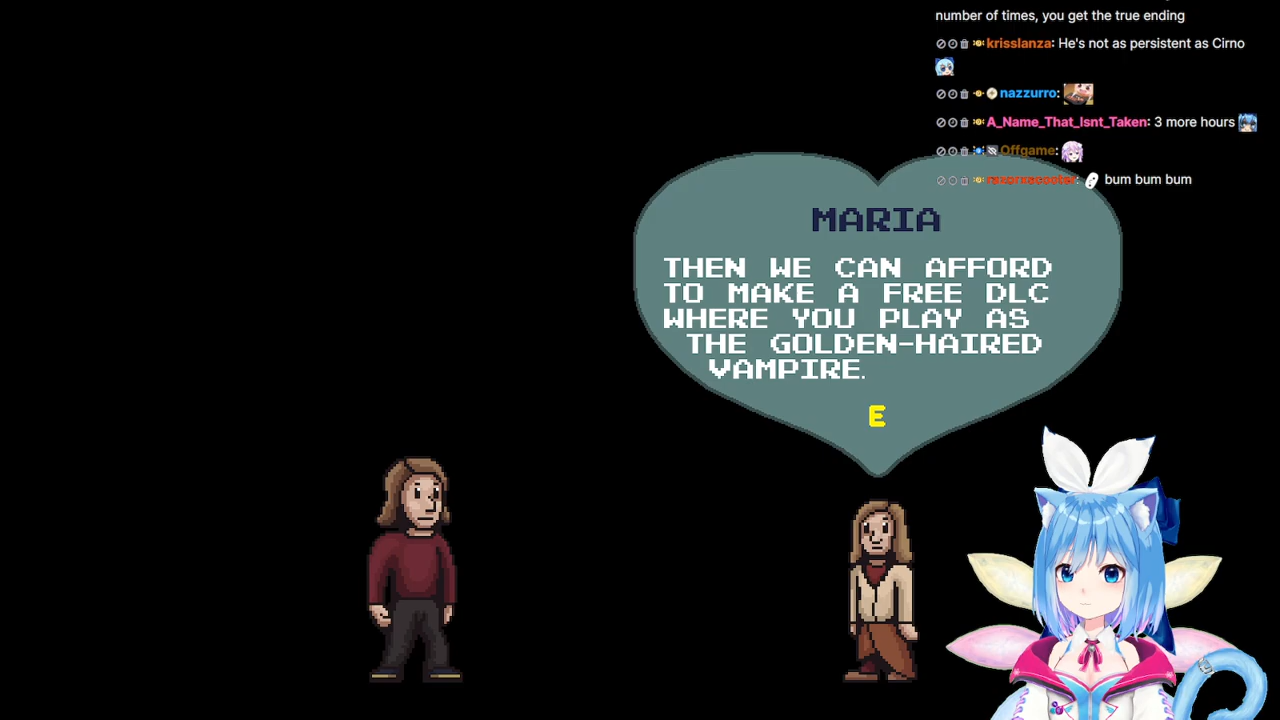 number of times, you get the true ending
krisslanza: He's not as persistent as Cirno
nazzurro:
A_Name_That_Isnt_Taken: 3 more hours
Offgame:
bum bum bum
MARIA
THEN WE CAN AFFORD
TO MAKE A FREE DLC
WHERE YOU PLAY AS
THE GOLDEN-HAIRED
VAMPIRE.
E